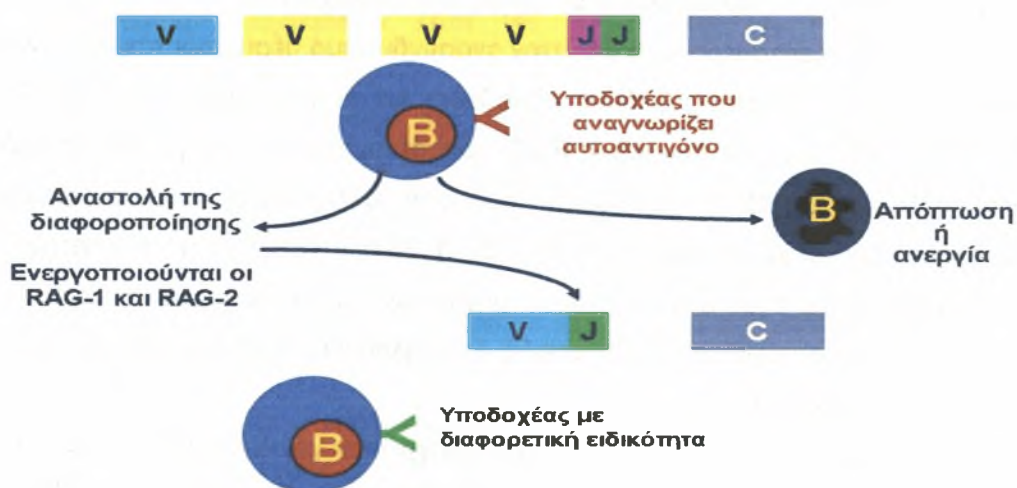 V V V V J J C
B
Υποδοχέας που
αναγνωρίζει
αυτοαντιγόνο
Αναστολή της
διαφοροποίησης
B
Απόπτωση
ή
ανεργία
Ενεργοποιούνται οι
RAG-1 και RAG-2
V J C
B
Υποδοχέας με
διαφορετική ειδικότητα